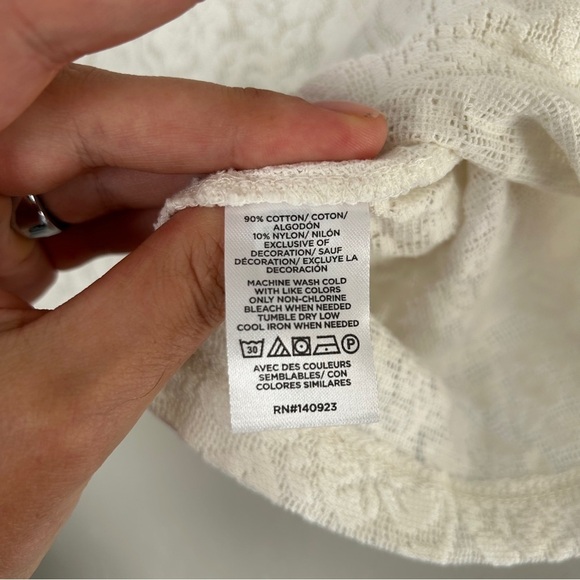 90% COTTON/ COTON/
ALGODÓN
10% NYLON/ NILÓN
EXCLUSIVE OF
DECORATION/ SAUF
DÉCORATION/ EXCLUYE LA
DECORACIÓN
MACHINE WASH COLD
WITH LIKE COLORS
ONLY NON-CHLORINE
BLEACH WHEN NEEDED
TUMBLE DRY LOW
COOL IRON WHEN NEEDED
30 P
AVEC DES COULEURS
SEMBLABLES/ CON
COLORES SIMILARES
RN#140923